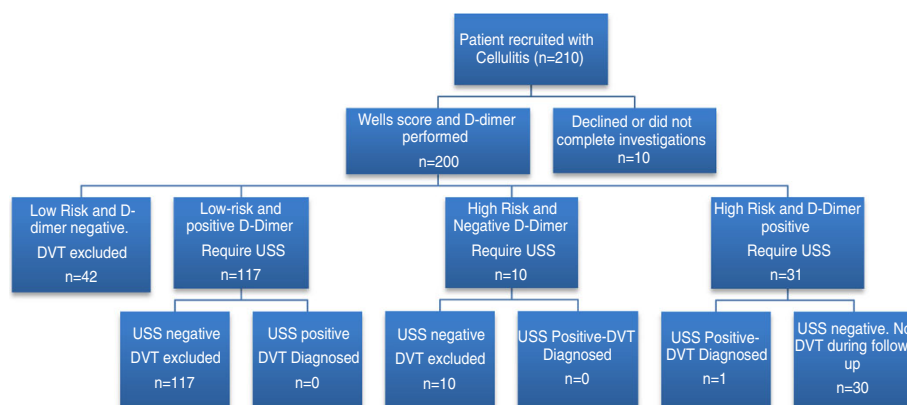 Patient recruited with
Cellulitis (n=210)
Wells score and D-dimer
performed
n=200
Declined or did not
complete investigations
n=10
Low Risk and D-
dimer negative.
DVT excluded
n=42
Low-risk and
positive D-Dimer
Require USS
n=117
High Risk and
Negative D-Dimer
Require USS
n=10
High Risk and D-Dimer
positive
Require USS
n=31
USS negative
DVT excluded
n=117
USS positive
DVT Diagnosed
n=0
USS negative
DVT excluded
n=10
USS Positive-DVT
Diagnosed
n=0
USS Positive-
DVT Diagnosed
n=1
USS negative. No
DVT during follow
up
n=30